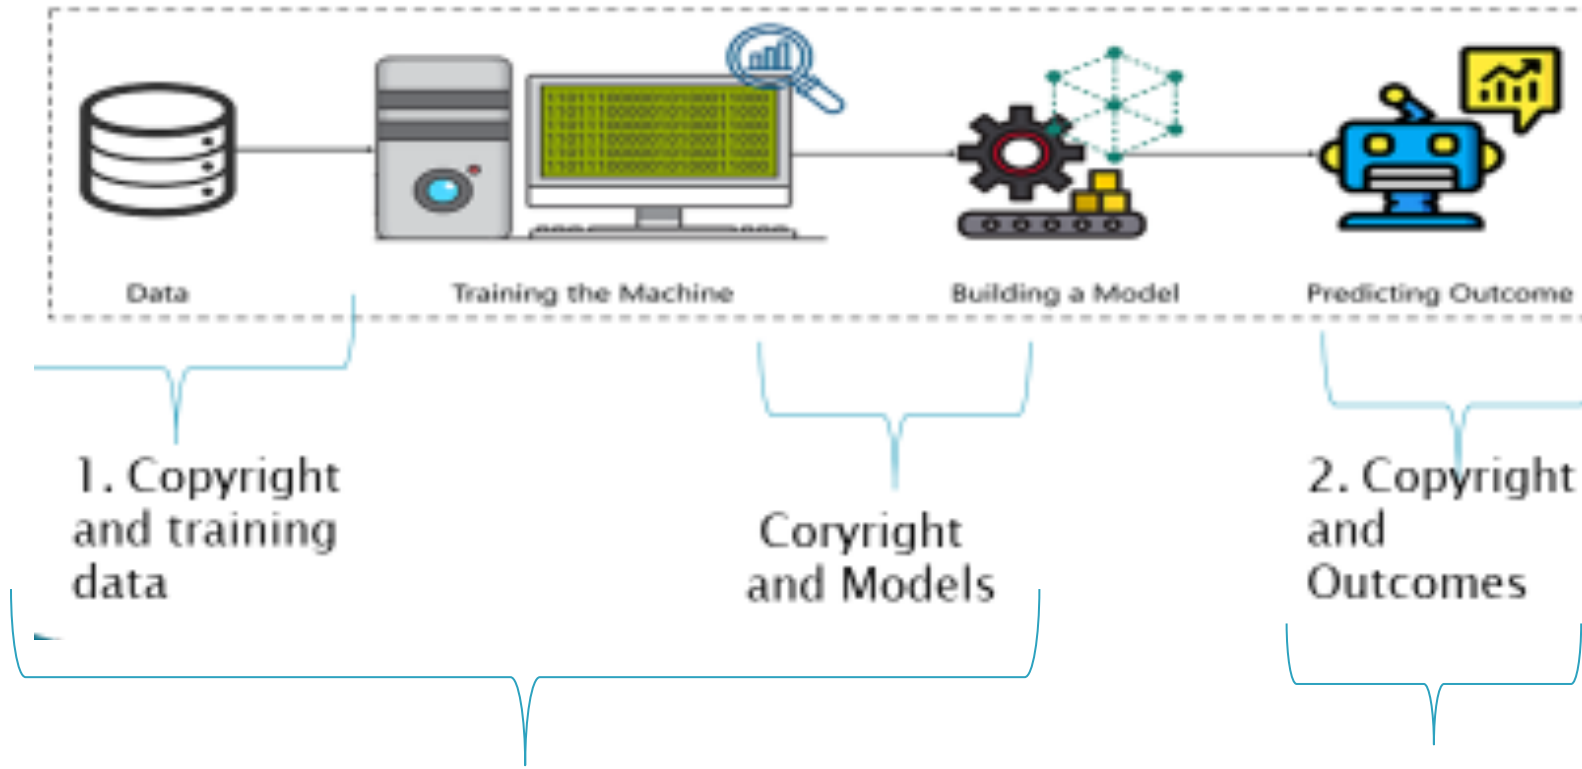 Data
Training the Machine
Building a Model
Predicting Outcome
1. Copyright
and training
data
Coryright
and Models
2. Copyright
and
Outcomes